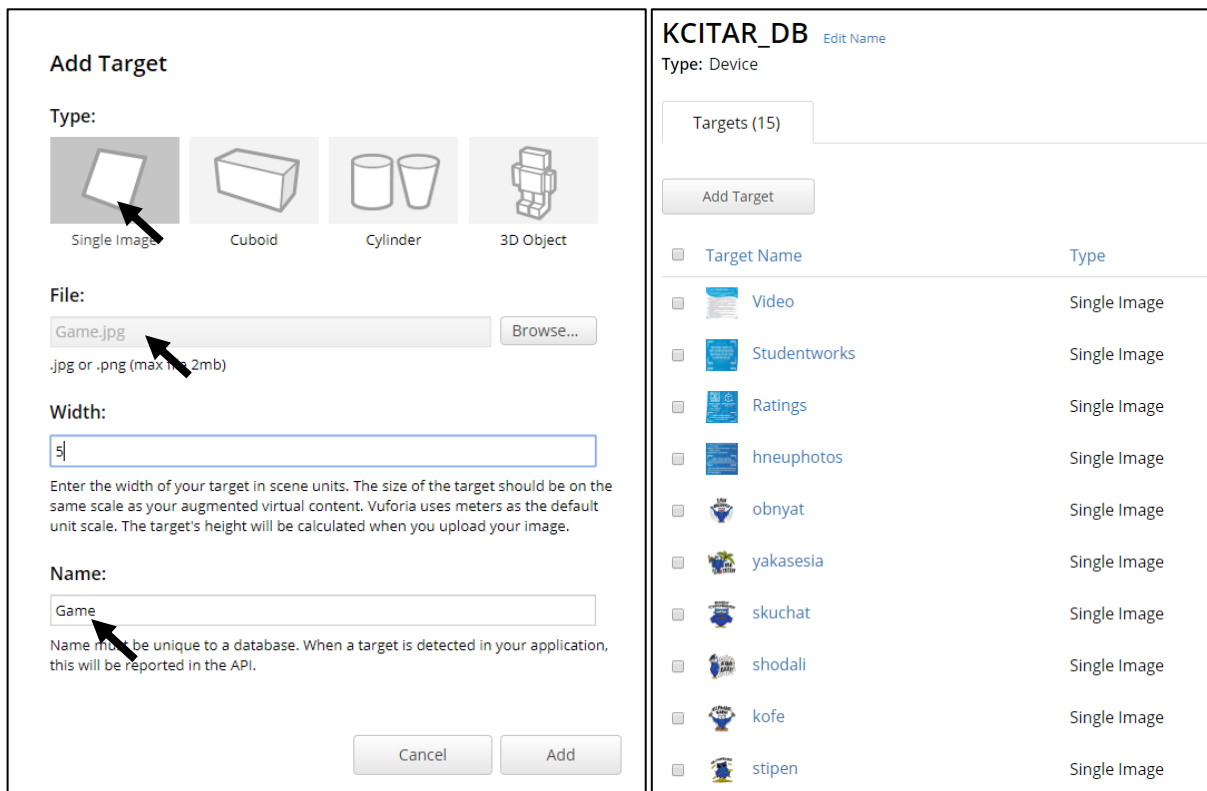 Add Target
Type:
Single Image
Cuboid
Cylinder
3D Object
File:
Game.jpg
Browse...
.jpg or .png (max file 2mb)
Width:
5
Enter the width of your target in scene units. The size of the target should be on the
same scale as your augmented virtual content. Vuforia uses meters as the default
unit scale. The target's height will be calculated when you upload your image.
Name:
Game
Name must be unique to a database. When a target is detected in your application,
this will be reported in the API.
Cancel
Add
KCITAR_DB Edit Name
Type: Device
Targets (15)
Add Target
Target Name Type
Video Single Image
Studentworks Single Image
Ratings Single Image
hneuphotos Single Image
obnyat Single Image
yakasesia Single Image
skuchat Single Image
shodali Single Image
kofe Single Image
stipen Single Image